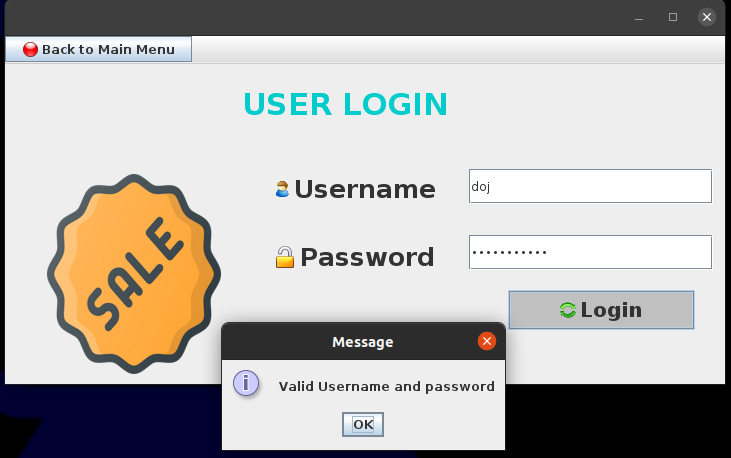 Back to Main Menu
USER LOGIN
Username
doj
SALE
Password
•••••••••••
Login
Message
Valid Username and password
OK